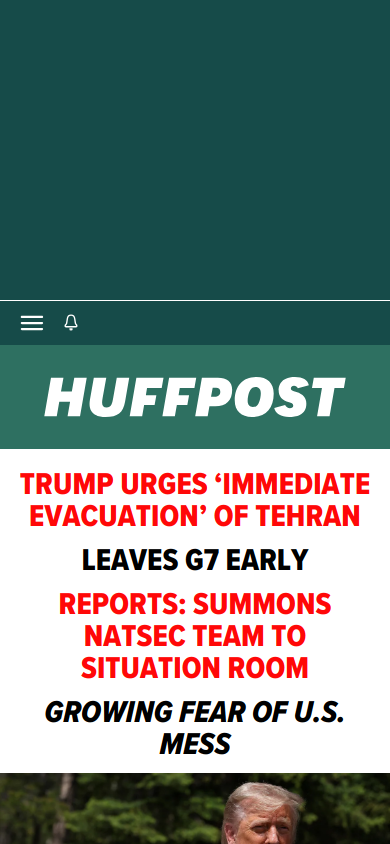 HUFFPOST
TRUMP URGES ‘IMMEDIATE
EVACUATION’ OF TEHRAN
LEAVES G7 EARLY
REPORTS: SUMMONS
NATSEC TEAM TO
SITUATION ROOM
GROWING FEAR OF U.S.
MESS